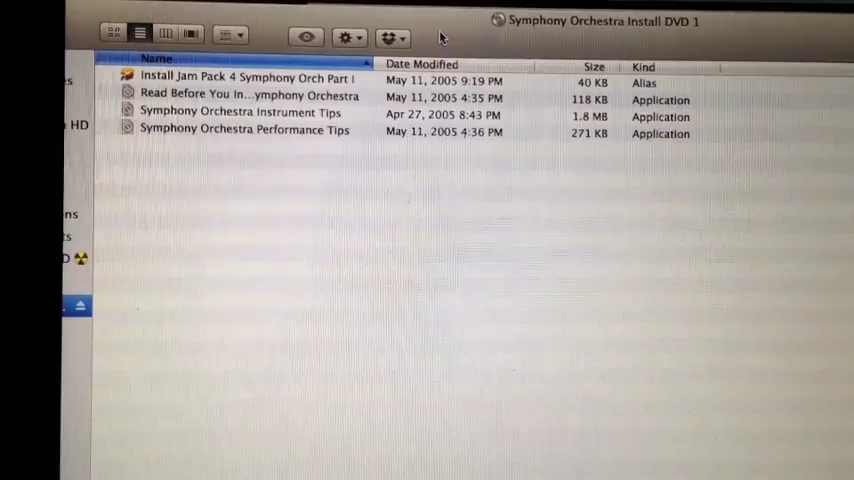 Symphony Orchestra Install DVD 1
Name Date Modified Size Kind
Install Jam Pack 4 Symphony Orch Part I May 11, 2005 9:19 PM 40 KB Alias
Read Before You In...ymphony Orchestra May 11, 2005 4:35 PM 118 KB Application
Symphony Orchestra Instrument Tips Apr 27, 2005 8:43 PM 1.8 MB Application
Symphony Orchestra Performance Tips May 11, 2005 4:36 PM 271 KB Application
HD